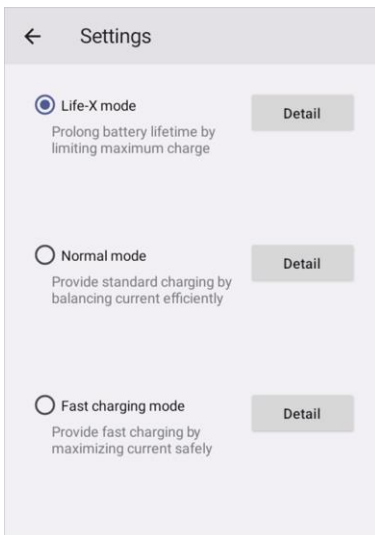 Settings
Life-X mode
Detail
Prolong battery lifetime by
limiting maximum charge
Normal mode
Detail
Provide standard charging by
balancing current efficiently
Fast charging mode
Detail
Provide fast charging by
maximizing current safely